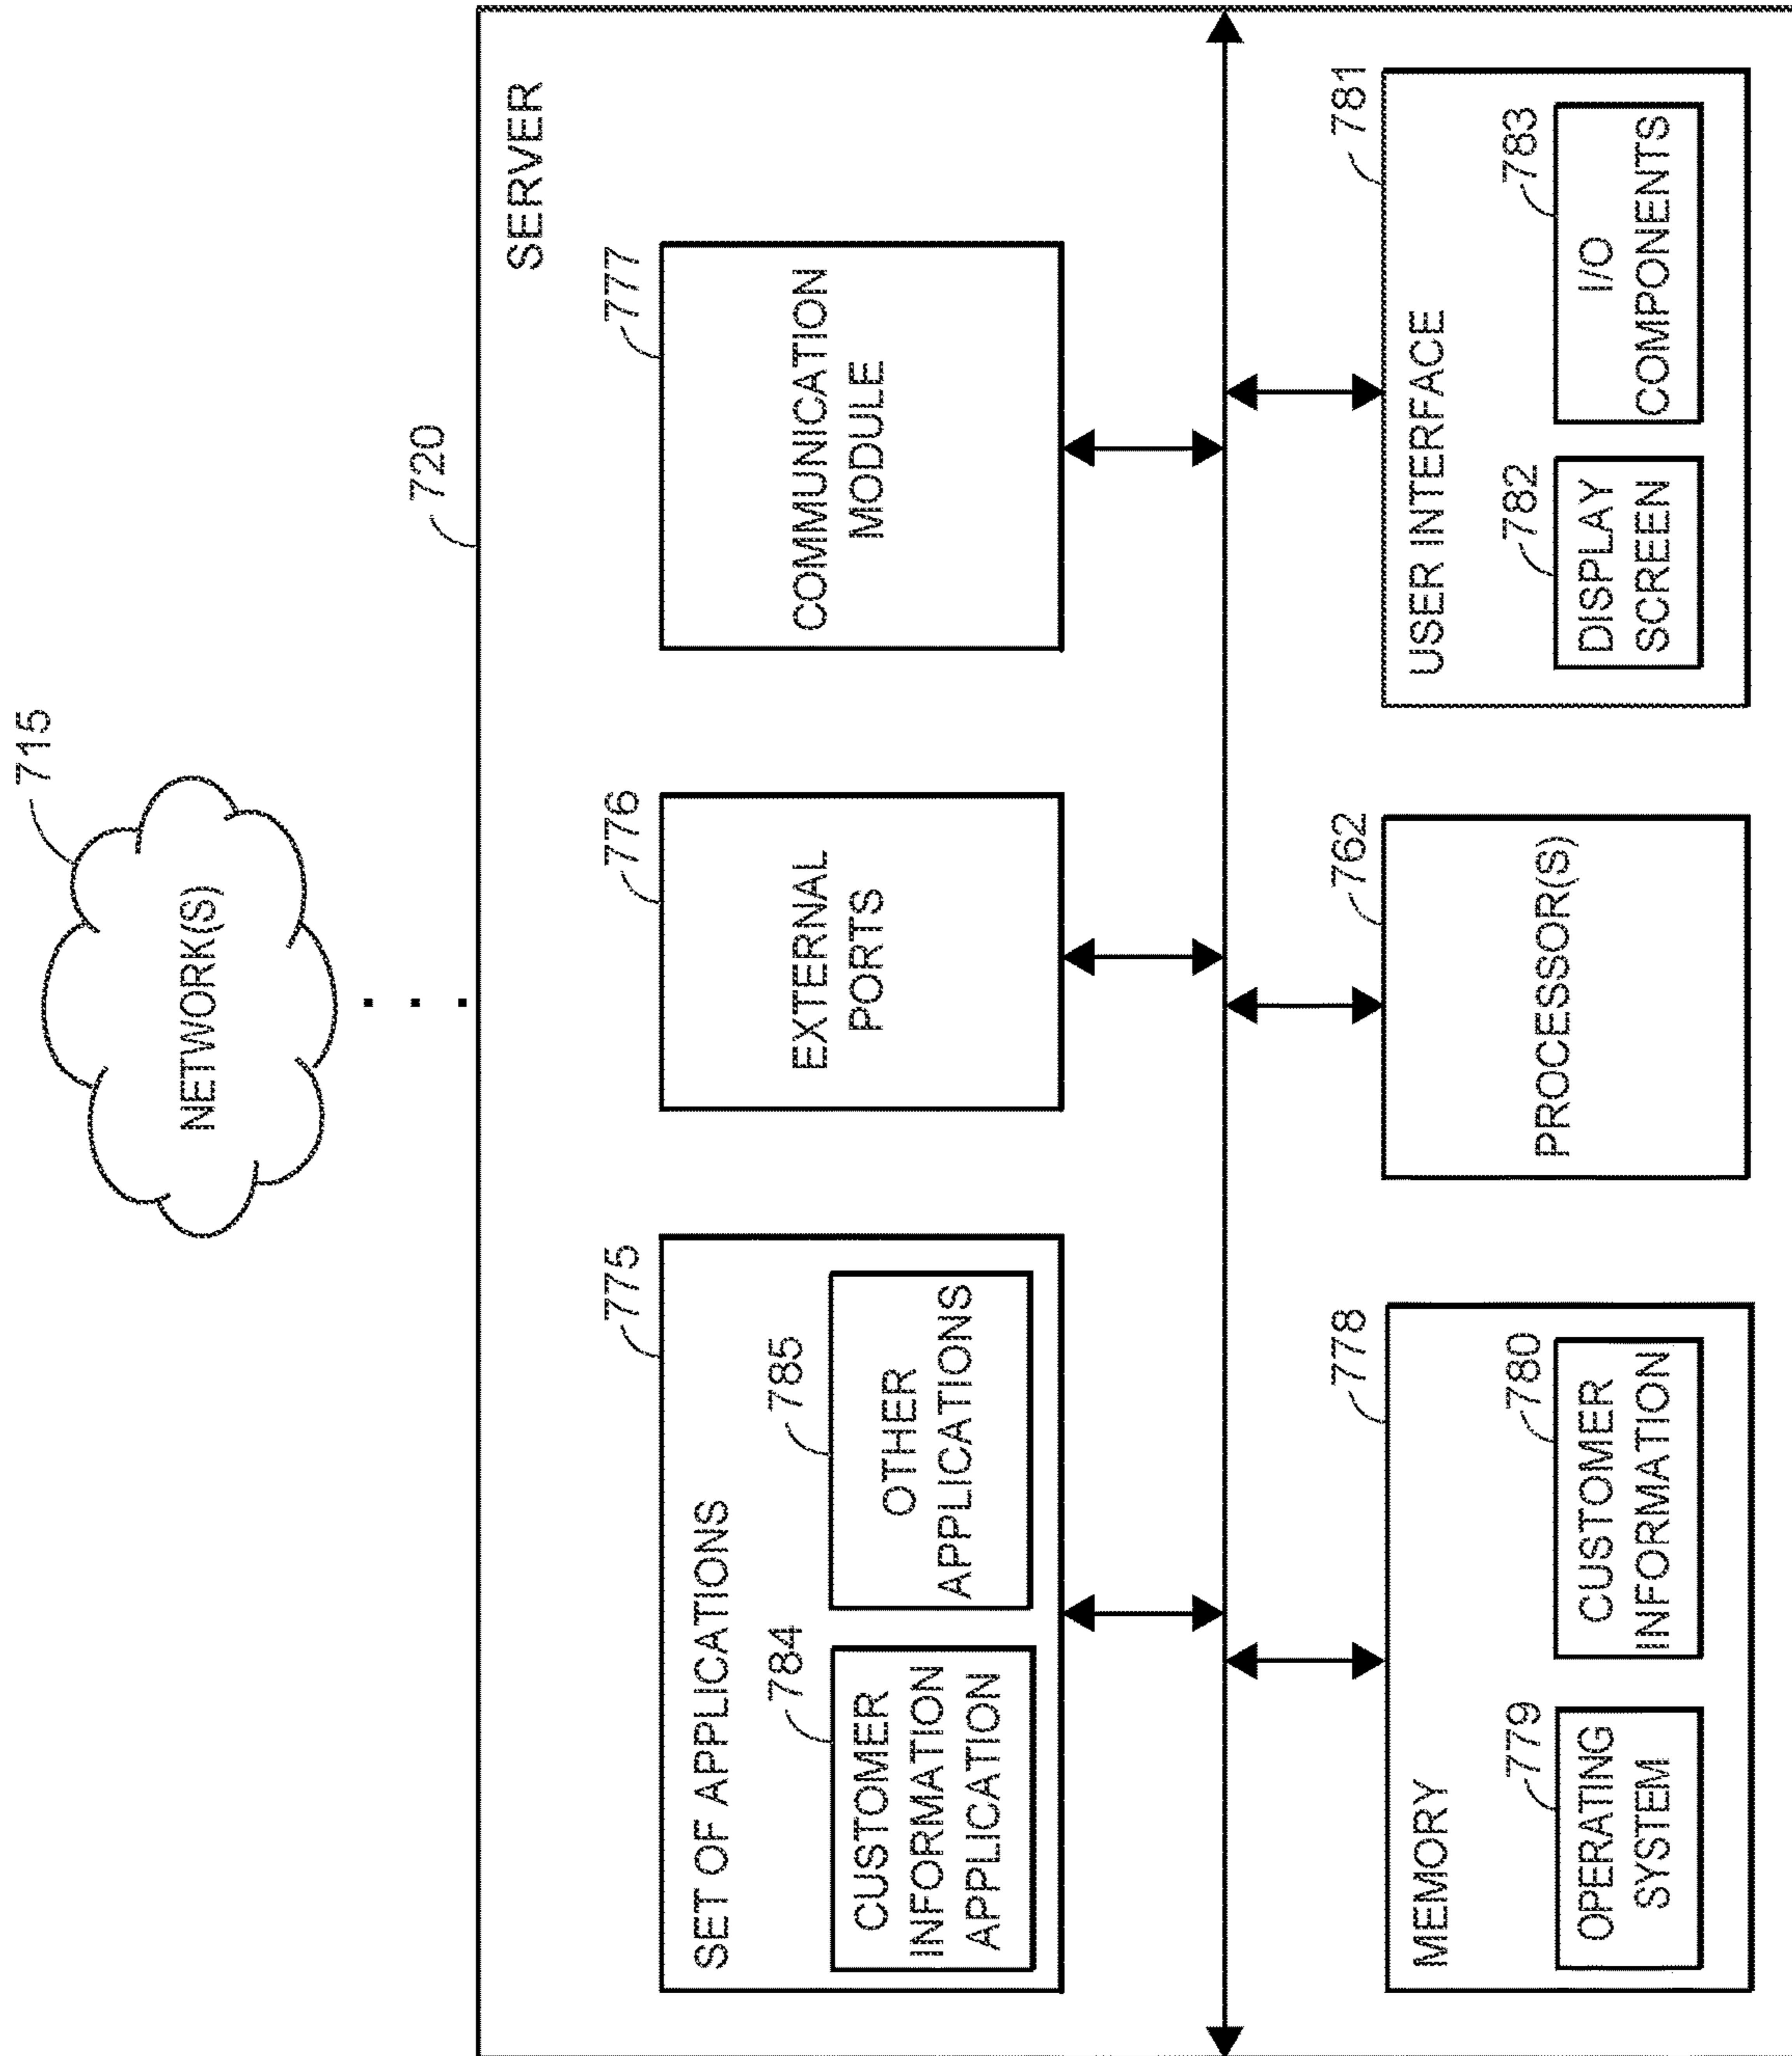 715
NETWORK(S)
720
SERVER
775
SET OF APPLICATIONS
784
CUSTOMER
INFORMATION
APPLICATION
785
OTHER
APPLICATIONS
776
EXTERNAL
PORTS
777
COMMUNICATION
MODULE
778
MEMORY
779
OPERATING
SYSTEM
780
CUSTOMER
INFORMATION
762
PROCESSOR(S)
781
USER INTERFACE
782
DISPLAY
SCREEN
783
I/O
COMPONENTS